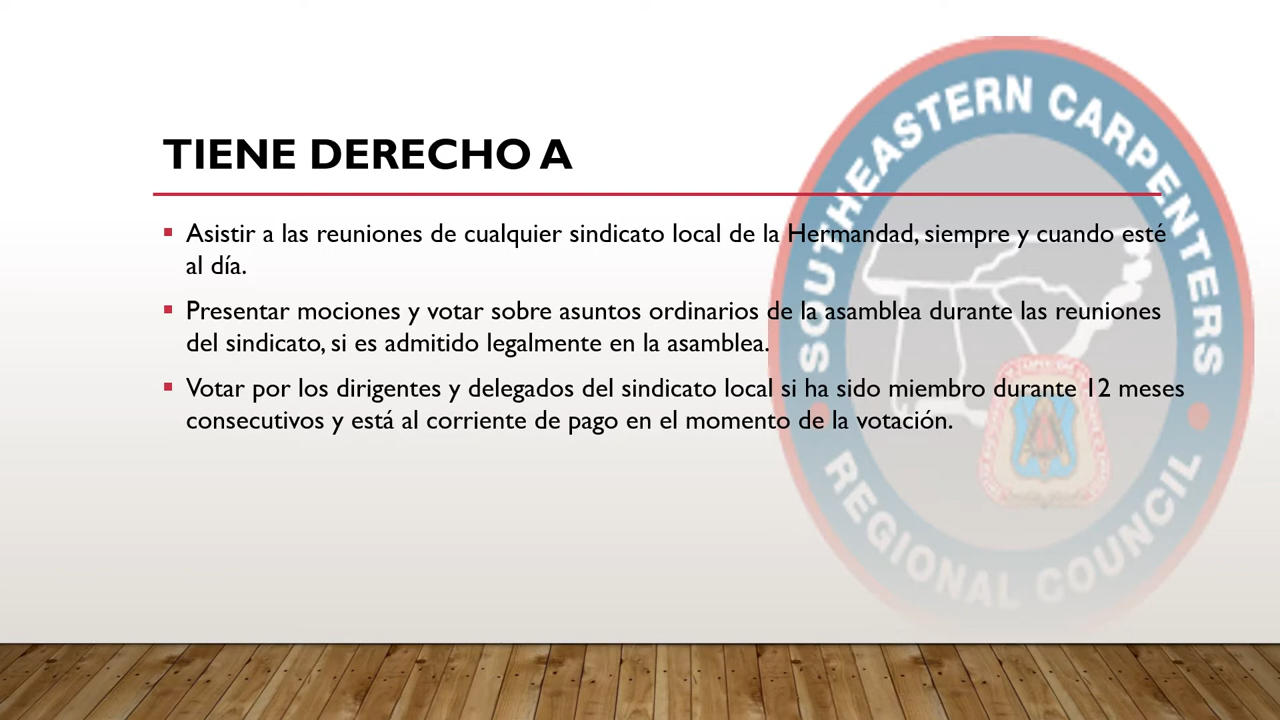 TIENE DERECHO A
Asistir a las reuniones de cualquier sindicato local de la Hermandad, siempre y cuando esté
al día.
Presentar mociones y votar sobre asuntos ordinarios de la asamblea durante las reuniones
del sindicato, si es admitido legalmente en la asamblea.
Votar por los dirigentes y delegados del sindicato local si ha sido miembro durante 12 meses
consecutivos y está al corriente de pago en el momento de la votación.
SOUTHEASTERN CARPENTERS
REGIONAL COUNCIL